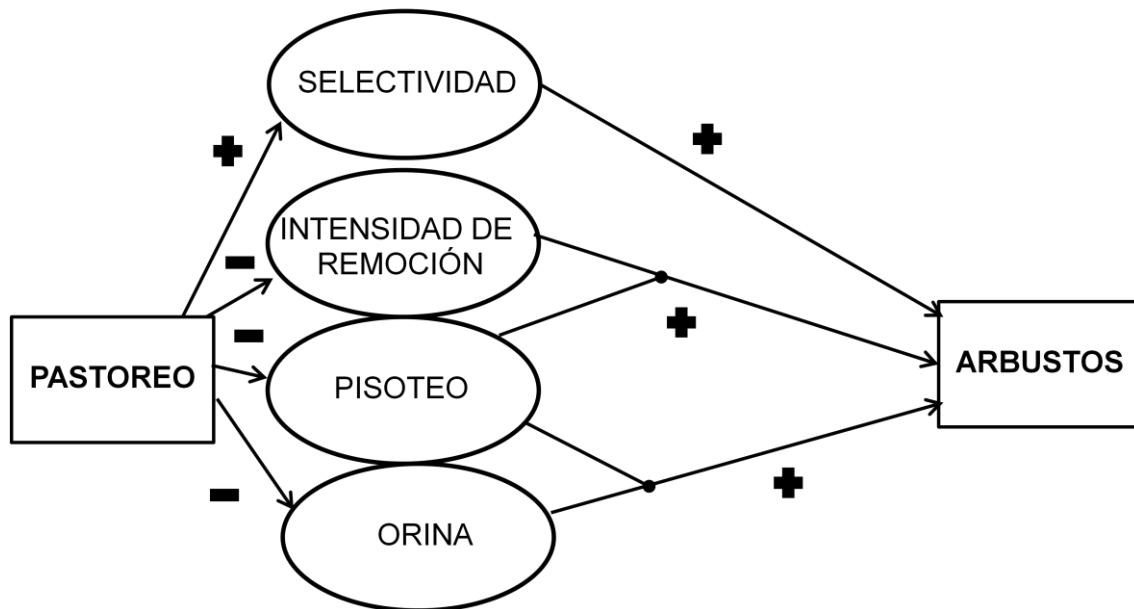 SELECTIVIDAD
+
+
INTENSIDAD DE
REMOCIÓN
-
+
-
PASTOREO
PISOTEO
ARBUSTOS
-
+
ORINA